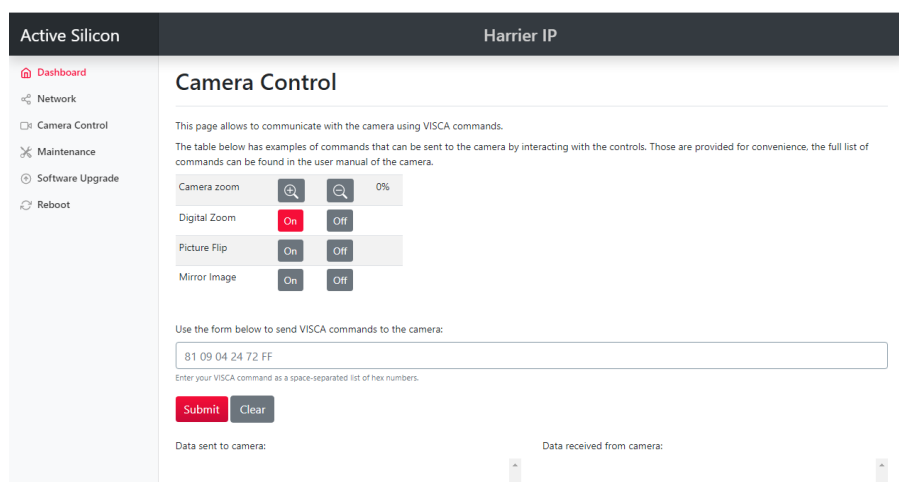 Active Silicon
Harrier IP
Dashboard
Network
Camera Control
Maintenance
Software Upgrade
Reboot
Camera Control
This page allows to communicate with the camera using VISCA commands.
The table below has examples of commands that can be sent to the camera by interacting with the controls. Those are provided for convenience, the full list of
commands can be found in the user manual of the camera.
Camera zoom 0%
Digital Zoom On Off
Picture Flip On Off
Mirror Image On Off
Use the form below to send VISCA commands to the camera:
81 09 04 24 72 FF
Enter your VISCA command as a space-separated list of hex numbers.
Submit Clear
Data sent to camera: Data received from camera: